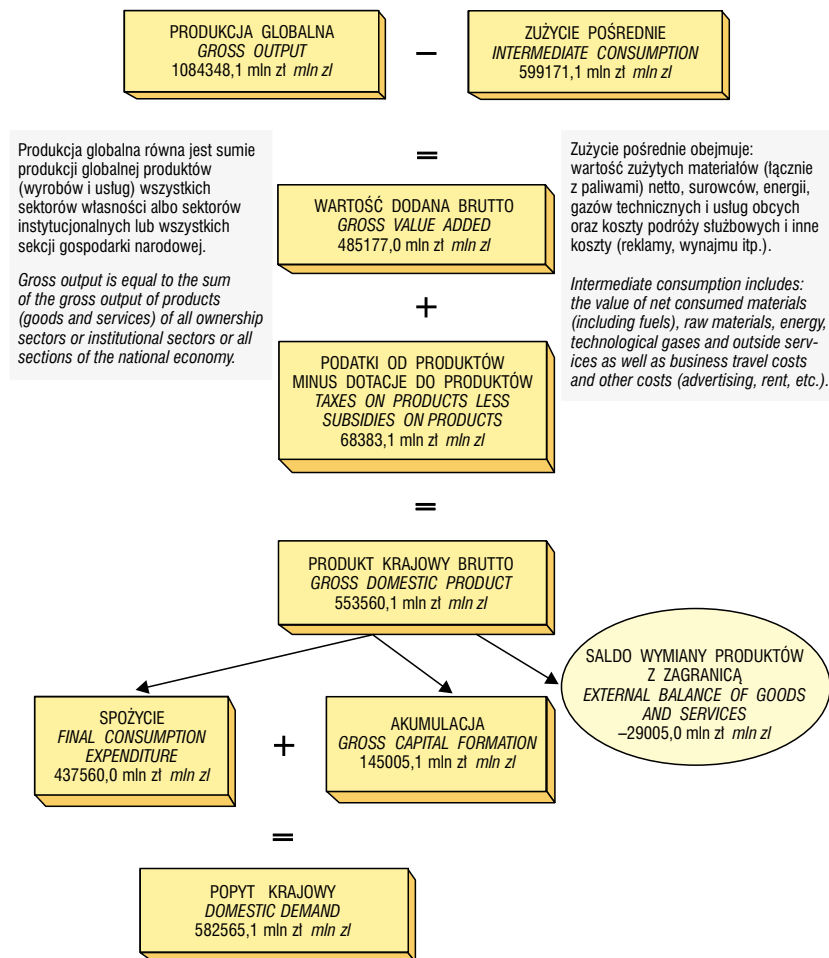 PRODUKCJA GLOBALNA
GROSS OUTPUT
1084348,1 mln zł mln zl
–
ZUŻYCIE POŚREDNIE
INTERMEDIATE CONSUMPTION
599171,1 mln zł mln zl
Produkcja globalna równa jest sumie
produkcji globalnej produktów
(wyrobów i usług) wszystkich
sektorów własności albo sektorów
instytucjonalnych lub wszystkich
sekcji gospodarki narodowej.
Gross output is equal to the sum
of the gross output of products
(goods and services) of all ownership
sectors or institutional sectors or all
sections of the national economy.
=
WARTOŚĆ DODANA BRUTTO
GROSS VALUE ADDED
485177,0 mln zł mln zl
Zużycie pośrednie obejmuje:
wartość zużytych materiałów (łącznie
z paliwami) netto, surowców, energii,
gazów technicznych i usług obcych
oraz koszty podróży służbowych i inne
koszty (reklamy, wynajmu itp.).
Intermediate consumption includes:
the value of net consumed materials
(including fuels), raw materials, energy,
technological gases and outside serv-
ices as well as business travel costs
and other costs (advertising, rent, etc.).
+
PODATKI OD PRODUKTÓW
MINUS DOTACJE DO PRODUKTÓW
TAXES ON PRODUCTS LESS
SUBSIDIES ON PRODUCTS
68383,1 mln zł mln zl
=
PRODUKT KRAJOWY BRUTTO
GROSS DOMESTIC PRODUCT
553560,1 mln zł mln zl
SPOŻYCIE
FINAL CONSUMPTION
EXPENDITURE
437560,0 mln zł mln zl
+
AKUMULACJA
GROSS CAPITAL FORMATION
145005,1 mln zł mln zl
SALDO WYMIANY PRODUKTÓW
Z ZAGRANICĄ
EXTERNAL BALANCE OF GOODS
AND SERVICES
–29005,0 mln zł mln zl
=
POPYT KRAJOWY
DOMESTIC DEMAND
582565,1 mln zł mln zl